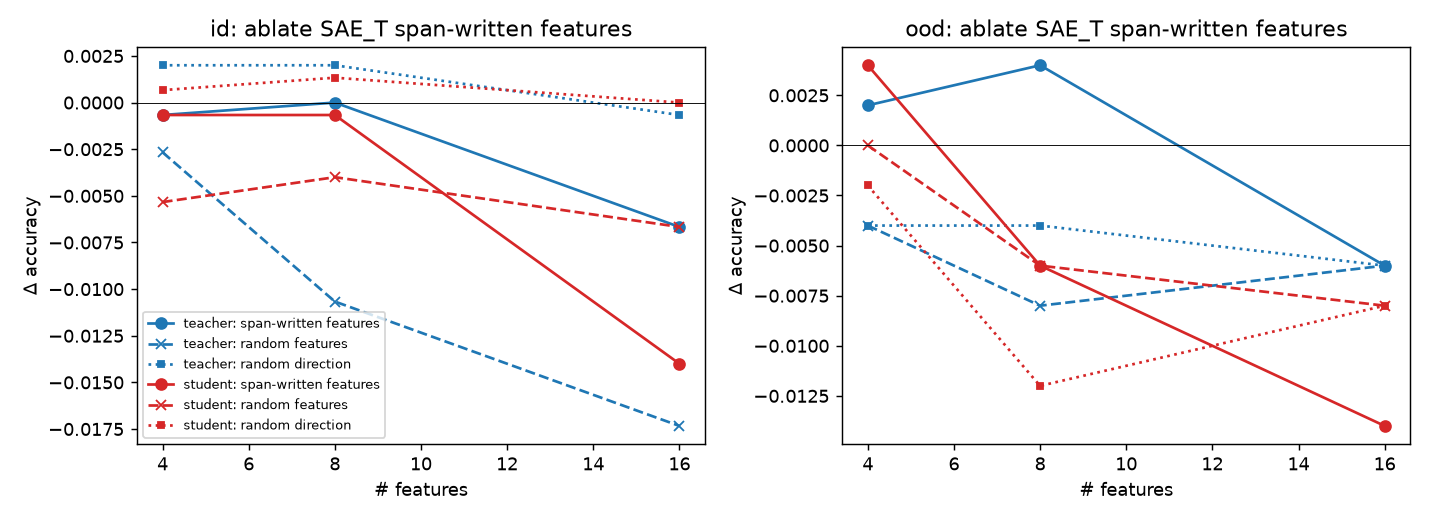 id: ablate SAE_T span-written features
0.0025
0.0000
−0.0025
−0.0050
−0.0075
−0.0100
−0.0125
−0.0150
−0.0175
Δ accuracy
teacher: span-written features
teacher: random features
teacher: random direction
student: span-written features
student: random features
student: random direction
4 6 8 10 12 14 16
# features
ood: ablate SAE_T span-written features
0.0025
0.0000
−0.0025
−0.0050
−0.0075
−0.0100
−0.0125
Δ accuracy
4 6 8 10 12 14 16
# features